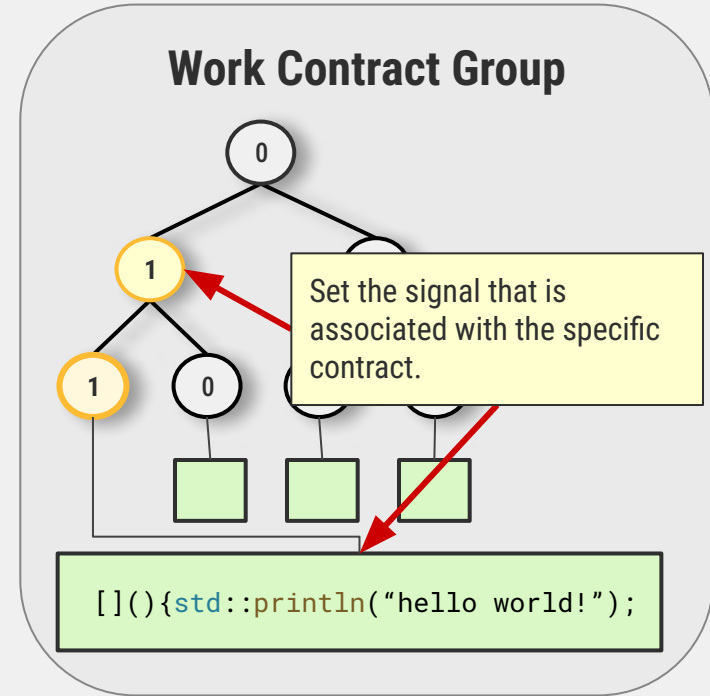 Work Contract Group
0
1
Set the signal that is
associated with the specific
contract.
1
0
[](){std::println(“hello world!”);